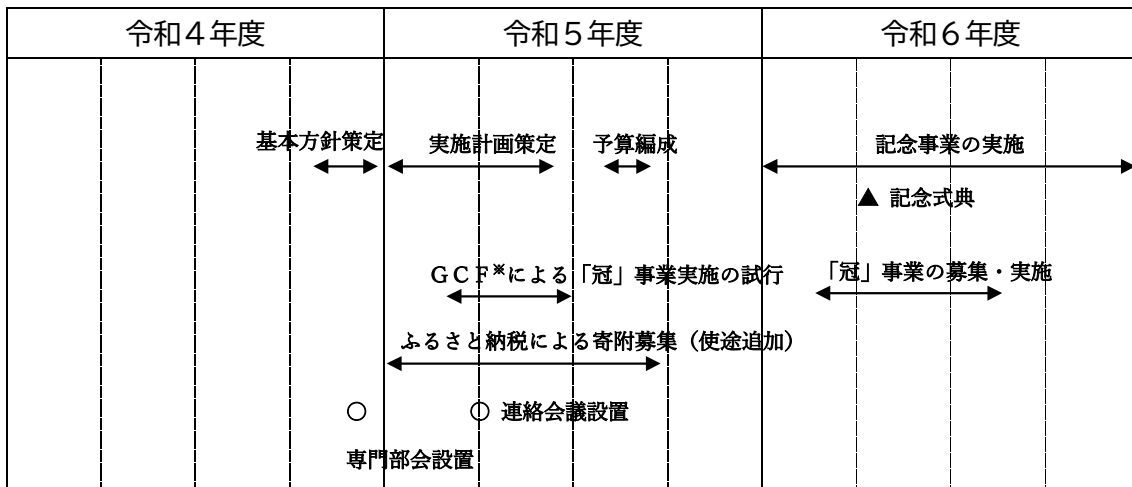 令和４年度 令和５年度 令和６年度
基本方針策定 実施計画策定 予算編成 記念事業の実施
▲ 記念式典
ＧＣＦ※による「冠」事業実施の試行 「冠」事業の募集・実施
ふるさと納税による寄附募集（使途追加）
○ ○ 連絡会議設置
専門部会設置